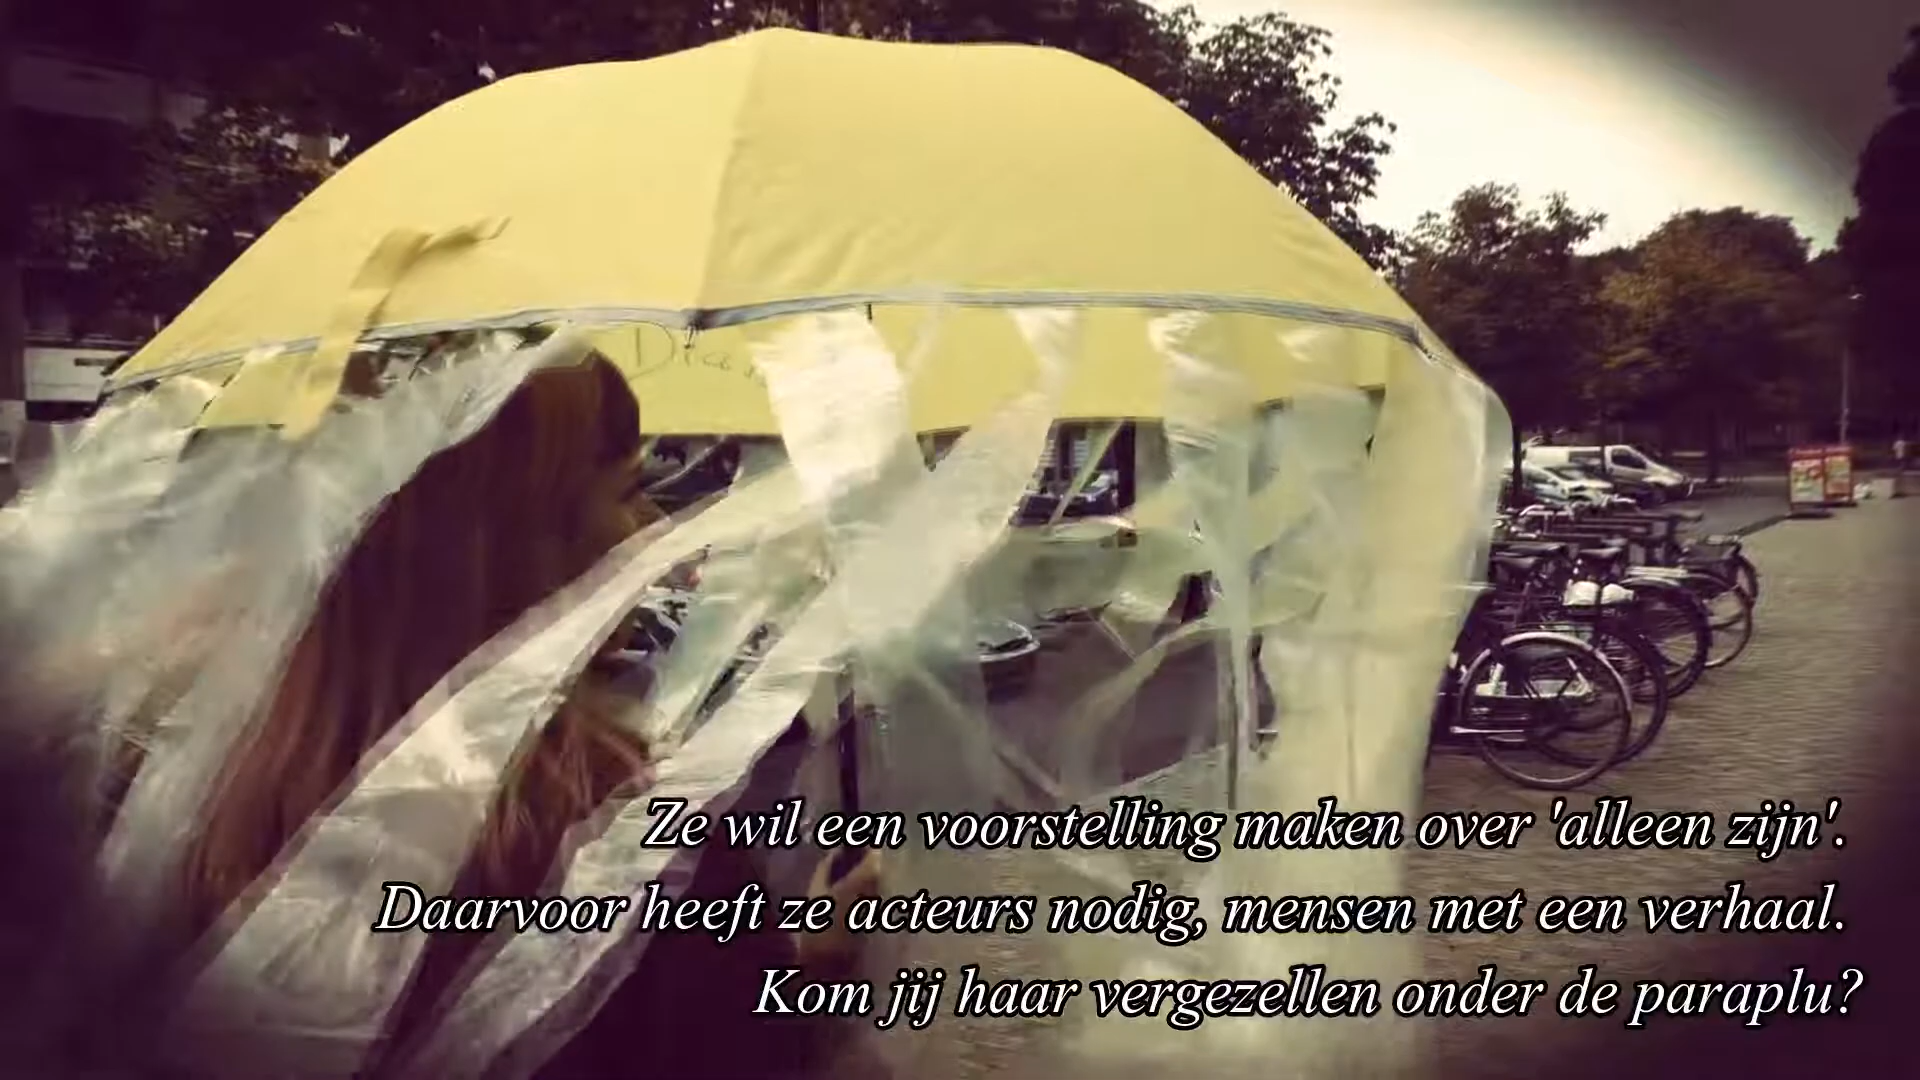 Ze wil een voorstelling maken over 'alleen zijn'.
Daarvoor heeft ze acteurs nodig, mensen met een verhaal.
Kom jij haar vergezellen onder de paraplu?